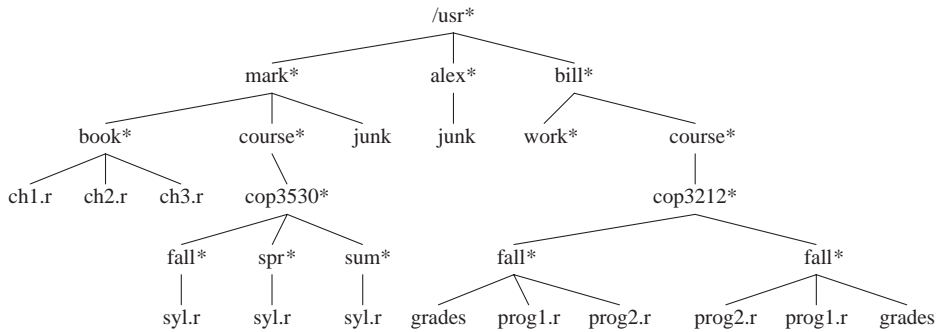 /usr*
mark* alex* bill*
book* course* junk junk work* course*
ch1.r ch2.r ch3.r cop3530* cop3212*
fall* spr* sum* fall* fall*
syl.r syl.r syl.r grades prog1.r prog2.r prog2.r prog1.r grades